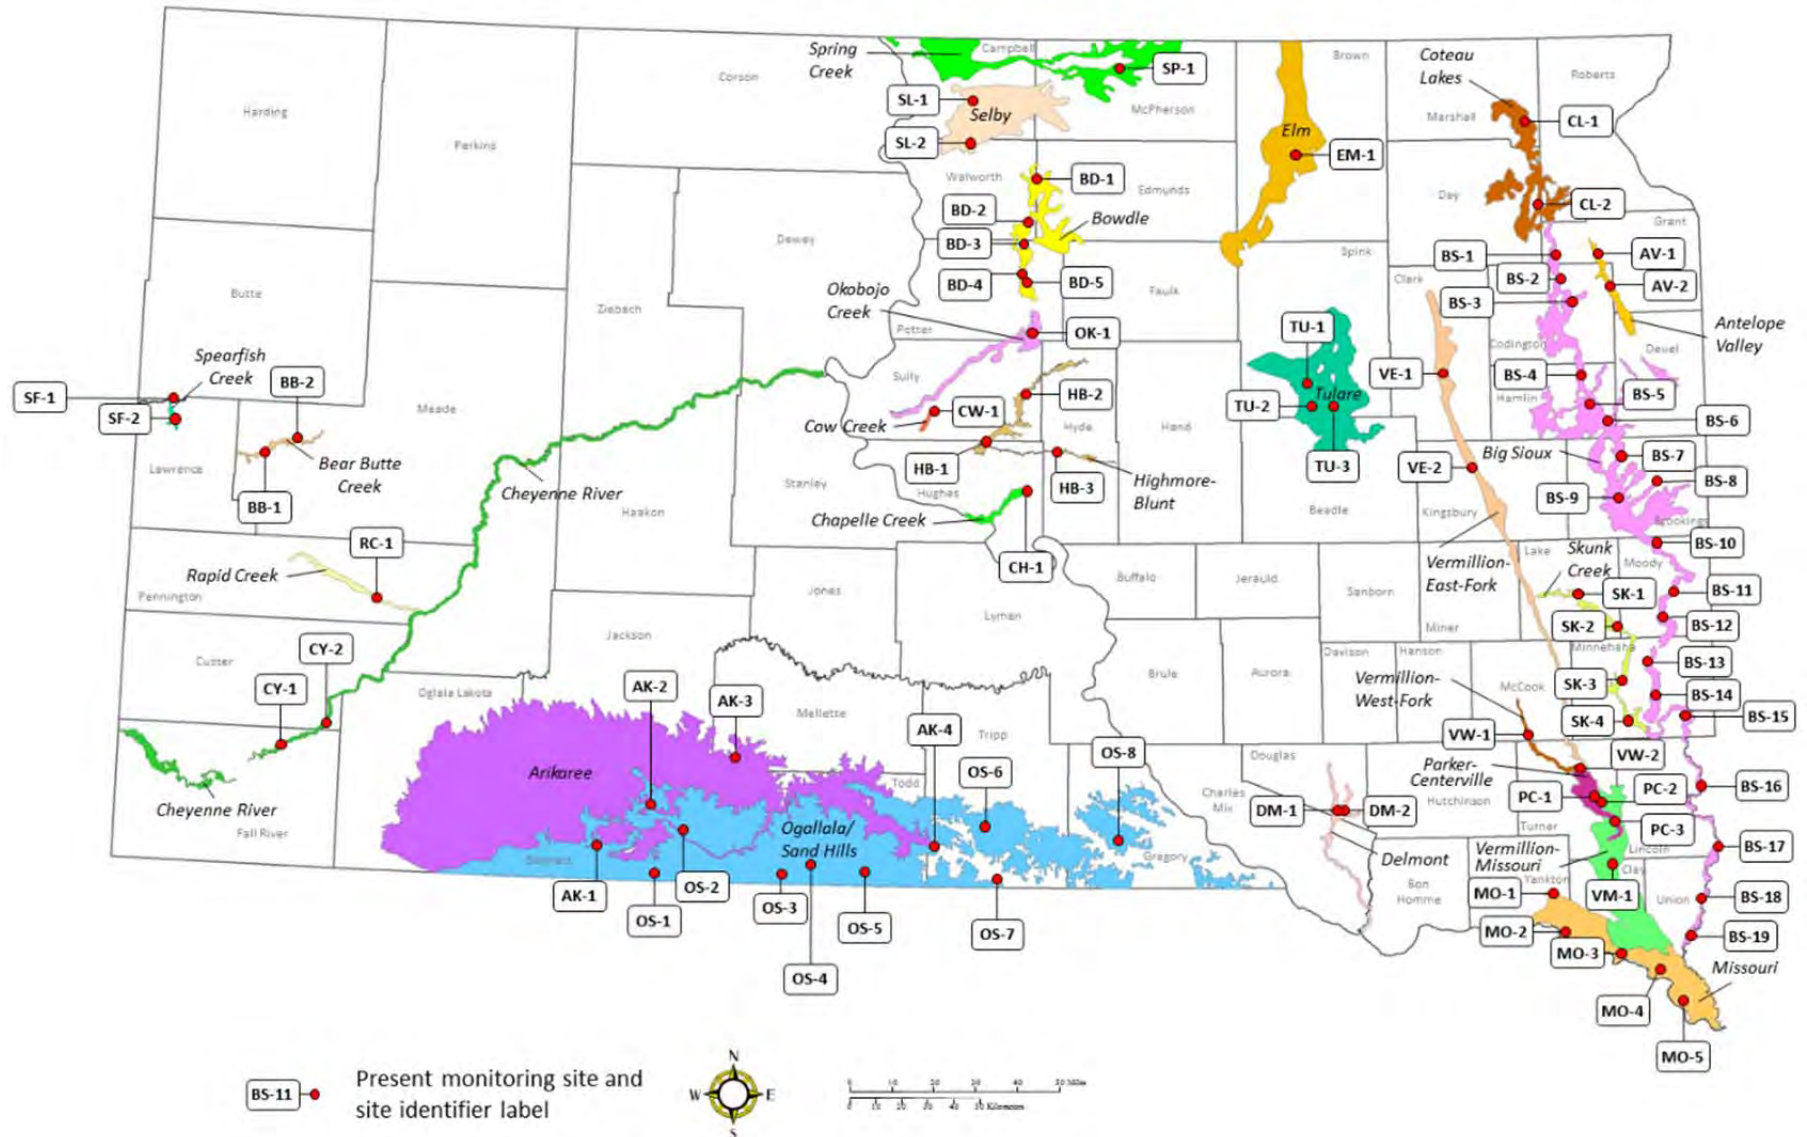 Spring
Creek
Campbell
SP-1
Brown
Coteau
Lakes
Roberts
Corson
Harding
SL-1
Selby
McPherson
Elm
Marshall
CL-1
Perkins
SL-2
EM-1
Walworth
BD-1
Edmunds
Day
CL-2
BD-2
Bowdle
Grant
Dewey
BD-3
Spink
BS-1
AV-1
BS-2
AV-2
Clark
BD-4
BD-5
Faulk
BS-3
Butte
Okobojo
Creek
Ziebach
Potter
OK-1
TU-1
Antelope
Valley
Codington
Deuel
Spearfish
Creek
Sully
VE-1
BS-4
SF-1
BB-2
HB-2
TU-2
Tulare
Hamlin
BS-5
SF-2
Meade
CW-1
BS-6
Cow Creek
Hyde
Hand
Big Sioux
BS-7
Lawrence
Bear Butte
Creek
HB-1
TU-3
VE-2
BS-8
Cheyenne River
Stanley
Hughes
HB-3
Highmore-
Blunt
BS-9
BB-1
Haakon
Chapelle Creek
Beadle
Kingsbury
Brookings
RC-1
BS-10
Lake
Skunk
Creek
Moody
Rapid Creek
CH-1
Buffalo
Jerauld
Sanborn
Vermillion-
East-Fork
SK-1
BS-11
Pennington
Jones
Lyman
Miner
SK-2
BS-12
Jackson
Custer
CY-2
Davison
Hanson
Minnehaha
BS-13
CY-1
Oglala Lakota
AK-2
AK-3
Mellette
Brule
Aurora
Vermillion-
West-Fork
McCook
SK-3
BS-14
AK-4
Tripp
SK-4
BS-15
VW-1
OS-8
Douglas
VW-2
Arikaree
OS-6
Parker-
Centerville
Todd
Charles
Mix
PC-1
PC-2
BS-16
Cheyenne River
DM-1
DM-2
Hutchinson
Fall River
Ogallala/
Sand Hills
Turner
PC-3
Bennett
Gregory
Delmont
Vermillion-
Missouri
Lincoln
BS-17
Clay
Yankton
AK-1
OS-2
Bon
Homme
MO-1
VM-1
Union
BS-18
OS-1
OS-3
OS-5
OS-7
MO-2
BS-19
MO-3
Missouri
OS-4
MO-4
MO-5
N
W
E
S
BS-11
Present monitoring site and
site identifier label
0 10 20 30 40 50 Miles
0 10 20 30 40 50 Kilometers